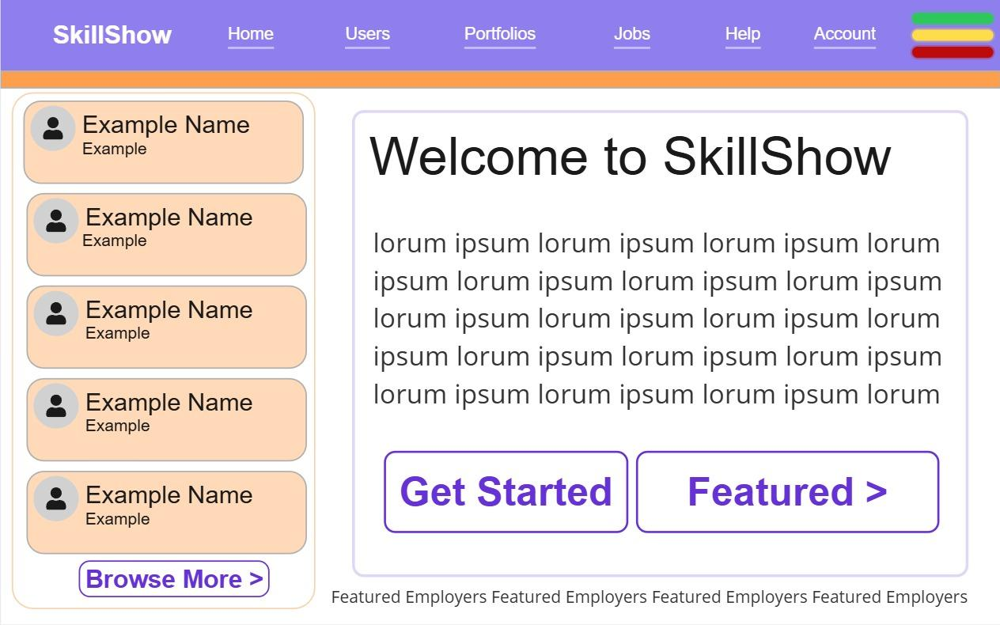 SkillShow Home Users Portfolios Jobs Help Account
Example Name
Example
Example Name
Example
Example Name
Example
Example Name
Example
Example Name
Example
Browse More >
Welcome to SkillShow
lorum ipsum lorum ipsum lorum ipsum lorum
ipsum lorum ipsum lorum ipsum lorum ipsum
lorum ipsum lorum ipsum lorum ipsum lorum
ipsum lorum ipsum lorum ipsum lorum ipsum
lorum ipsum lorum ipsum lorum ipsum lorum
Get Started Featured >
Featured Employers Featured Employers Featured Employers Featured Employers